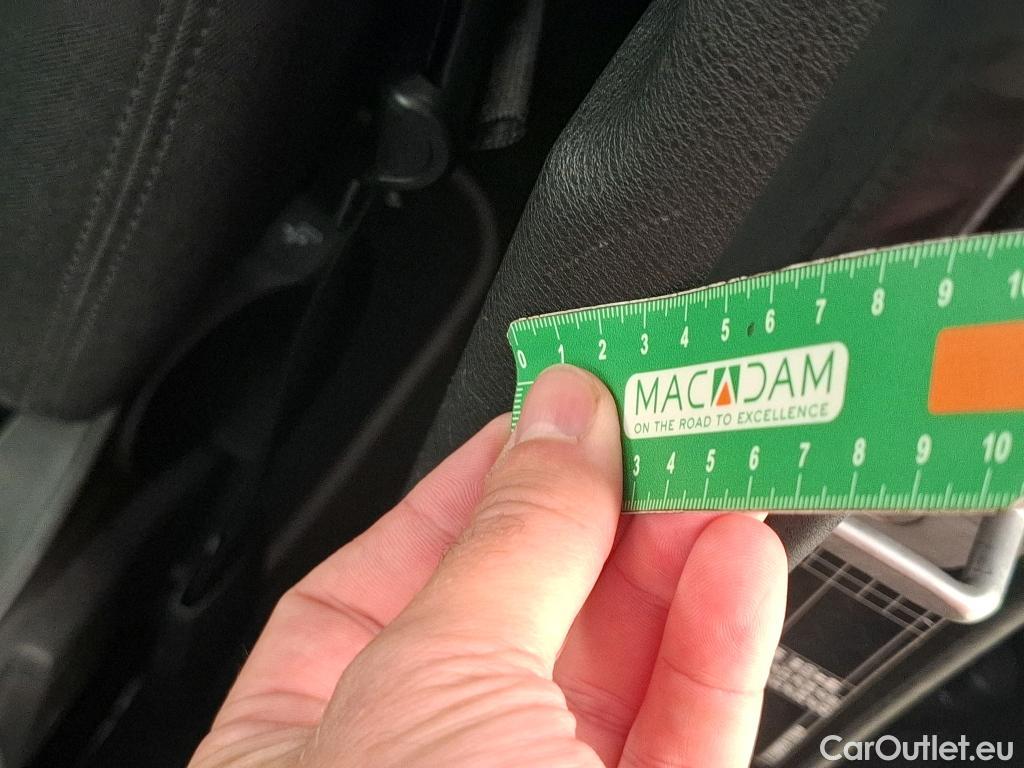 0 1 2 3 4 5 6 7 8 9 10
MACADAM
ON THE ROAD TO EXCELLENCE
3 4 5 6 7 8 9 10
CarOutlet.eu